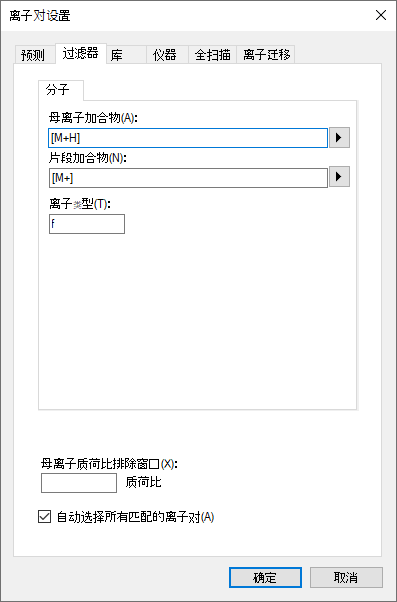 离子对设置
预测 过滤器 库 仪器 全扫描 离子迁移
分子
母离子加合物(A):
[M+H]
片段加合物(N):
[M+]
离子类型(T):
f
母离子质荷比排除窗口(X):
质荷比
自动选择所有匹配的离子对(A)
确定 取消